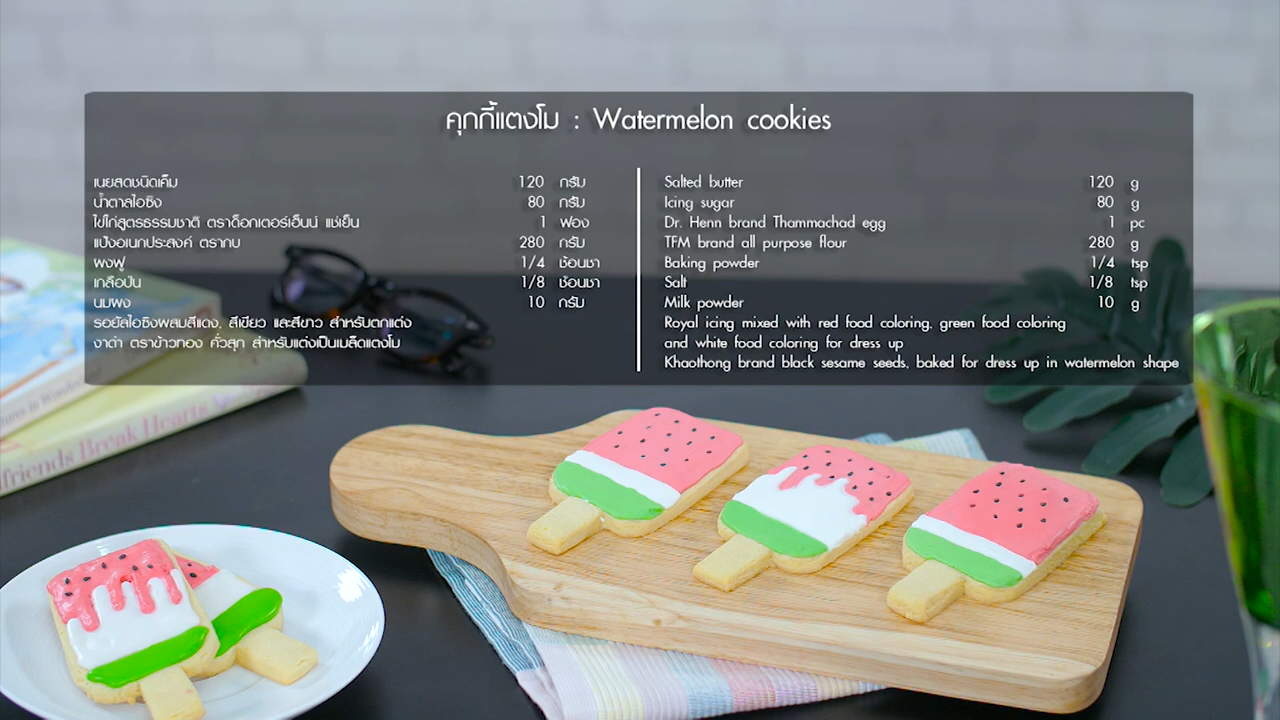 คุกกี้แตงโม : Watermelon cookies
เนยสดชนิดเค็ม 120 กรัม
น้ำตาลไอซิง 80 กรัม
ไข่ไก่สูตรธรรมชาติ ตราด็อกเตอร์เฮ็นน์ แช่เย็น 1 ฟอง
แป้งอเนกประสงค์ ตรากบ 280 กรัม
ผงฟู 1/4 ช้อนชา
เกลือป่น 1/8 ช้อนชา
นมผง 10 กรัม
รอยัลไอซิงผสมสีแดง, สีเขียว และสีขาว สำหรับตกแต่ง
งาดำ ตราข้าวทอง คั่วสุก สำหรับแต่งเป็นเมล็ดแตงโม
Salted butter 120 g
Icing sugar 80 g
Dr. Henn brand Thammachad egg 1 pc
TFM brand all purpose flour 280 g
Baking powder 1/4 tsp
Salt 1/8 tsp
Milk powder 10 g
Royal icing mixed with red food coloring, green food coloring
and white food coloring for dress up
Khaothong brand black sesame seeds, baked for dress up in watermelon shape
Break Hearts